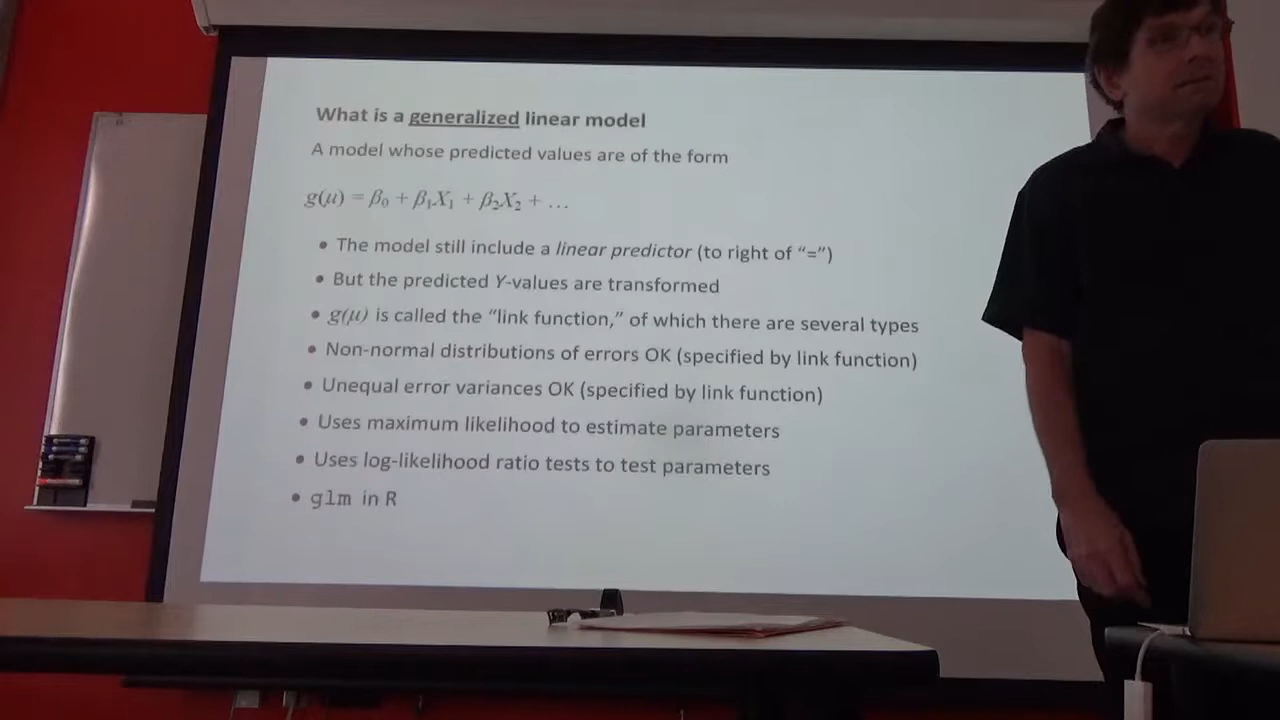 What is a generalized linear model
A model whose predicted values are of the form
g(μ) = β₀ + β₁X₁ + β₂X₂ + …
• The model still include a linear predictor (to right of “=”)
• But the predicted Y-values are transformed
• g(μ) is called the “link function,” of which there are several types
• Non-normal distributions of errors OK (specified by link function)
• Unequal error variances OK (specified by link function)
• Uses maximum likelihood to estimate parameters
• Uses log-likelihood ratio tests to test parameters
• glm in R